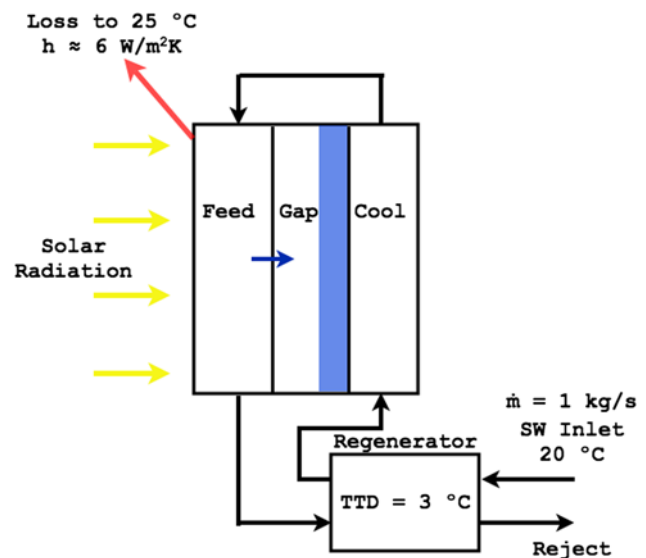 Loss to 25 °C
h ≈ 6 W/m²K
Feed
Gap
Cool
Solar
Radiation
ṁ = 1 kg/s
SW Inlet
20 °C
Regenerator
TTD = 3 °C
Reject